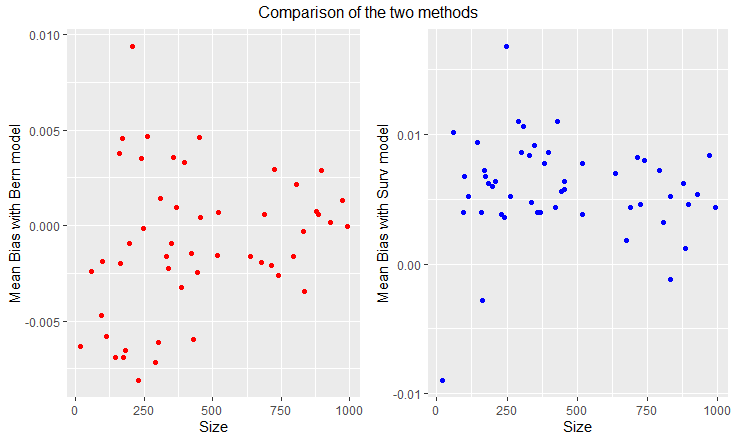 Comparison of the two methods
Mean Bias with Bern model
0.010
0.005
0.000
-0.005
0 250 500 750 1000
Size
Mean Bias with Surv model
0.01
0.00
-0.01
0 250 500 750 1000
Size